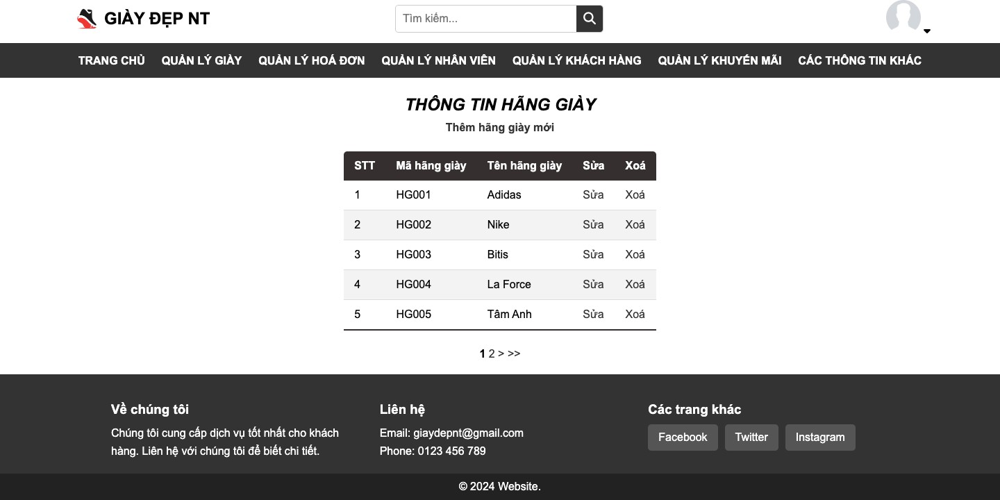 GIÀY ĐẸP NT
Tìm kiếm...
TRANG CHỦ QUẢN LÝ GIÀY QUẢN LÝ HOÁ ĐƠN QUẢN LÝ NHÂN VIÊN QUẢN LÝ KHÁCH HÀNG QUẢN LÝ KHUYẾN MÃI CÁC THÔNG TIN KHÁC
THÔNG TIN HÃNG GIÀY
Thêm hãng giày mới
STT Mã hãng giày Tên hãng giày Sửa Xoá
1 HG001 Adidas Sửa Xoá
2 HG002 Nike Sửa Xoá
3 HG003 Bitis Sửa Xoá
4 HG004 La Force Sửa Xoá
5 HG005 Tâm Anh Sửa Xoá
1 2 > >>
Về chúng tôi
Chúng tôi cung cấp dịch vụ tốt nhất cho khách
hàng. Liên hệ với chúng tôi để biết chi tiết.
Liên hệ
Email: giaydepnt@gmail.com
Phone: 0123 456 789
Các trang khác
Facebook Twitter Instagram
© 2024 Website.